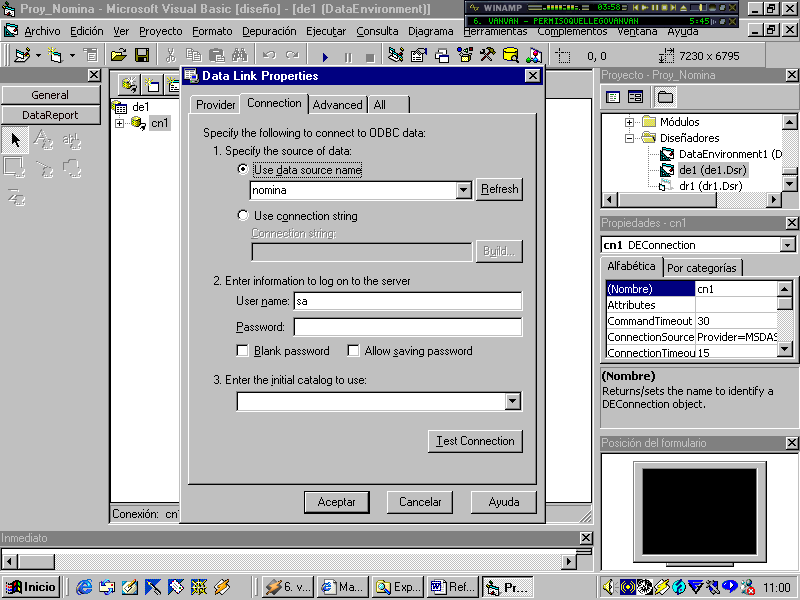 Proy_Nomina - Microsoft Visual Basic [diseño] - [de1 (DataEnvironment)]
WINAMP 03:58
6. VAHVAN - PERMISOQUELLEGOVAHVAN 5:45
Archivo Edición Ver Proyecto Formato Depuración Ejecutar Consulta Diagrama Herramientas Complementos Ventana Ayuda
0, 0 7230 x 6795
General
DataReport
de1
cn1
Conexión: cn
Data Link Properties
Provider Connection Advanced All
Specify the following to connect to ODBC data:
1. Specify the source of data:
Use data source name
nomina Refresh
Use connection string
Connection string:
Build...
2. Enter information to log on to the server
User name: sa
Password:
Blank password Allow saving password
3. Enter the initial catalog to use:
Test Connection
Aceptar Cancelar Ayuda
Proyecto - Proy_Nomina
Módulos
Diseñadores
DataEnvironment1 (D
de1 (de1.Dsr)
dr1 (dr1.Dsr)
Propiedades - cn1
cn1 DEConnection
Alfabética Por categorías
(Nombre) cn1
Attributes
CommandTimeout 30
ConnectionSource Provider=MSDAS
ConnectionTimeou 15
(Nombre)
Returns/sets the name to identify a
DEConnection object.
Posición del formulario
Inmediato
Inicio 6. v... Ma... Exp... Ref... Pr... 11:00